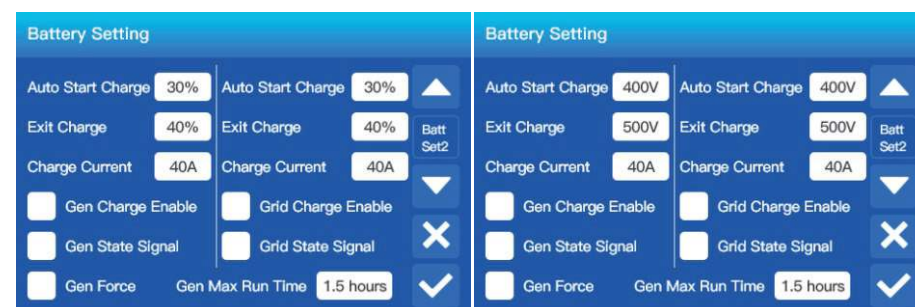 Battery Setting
Auto Start Charge 30% Auto Start Charge 30%
Exit Charge 40% Exit Charge 40% Batt
Set2
Charge Current 40A Charge Current 40A
Gen Charge Enable Grid Charge Enable
Gen State Signal Grid State Signal
Gen Force Gen Max Run Time 1.5 hours
Battery Setting
Auto Start Charge 400V Auto Start Charge 400V
Exit Charge 500V Exit Charge 500V Batt
Set2
Charge Current 40A Charge Current 40A
Gen Charge Enable Grid Charge Enable
Gen State Signal Grid State Signal
Gen Force Gen Max Run Time 1.5 hours